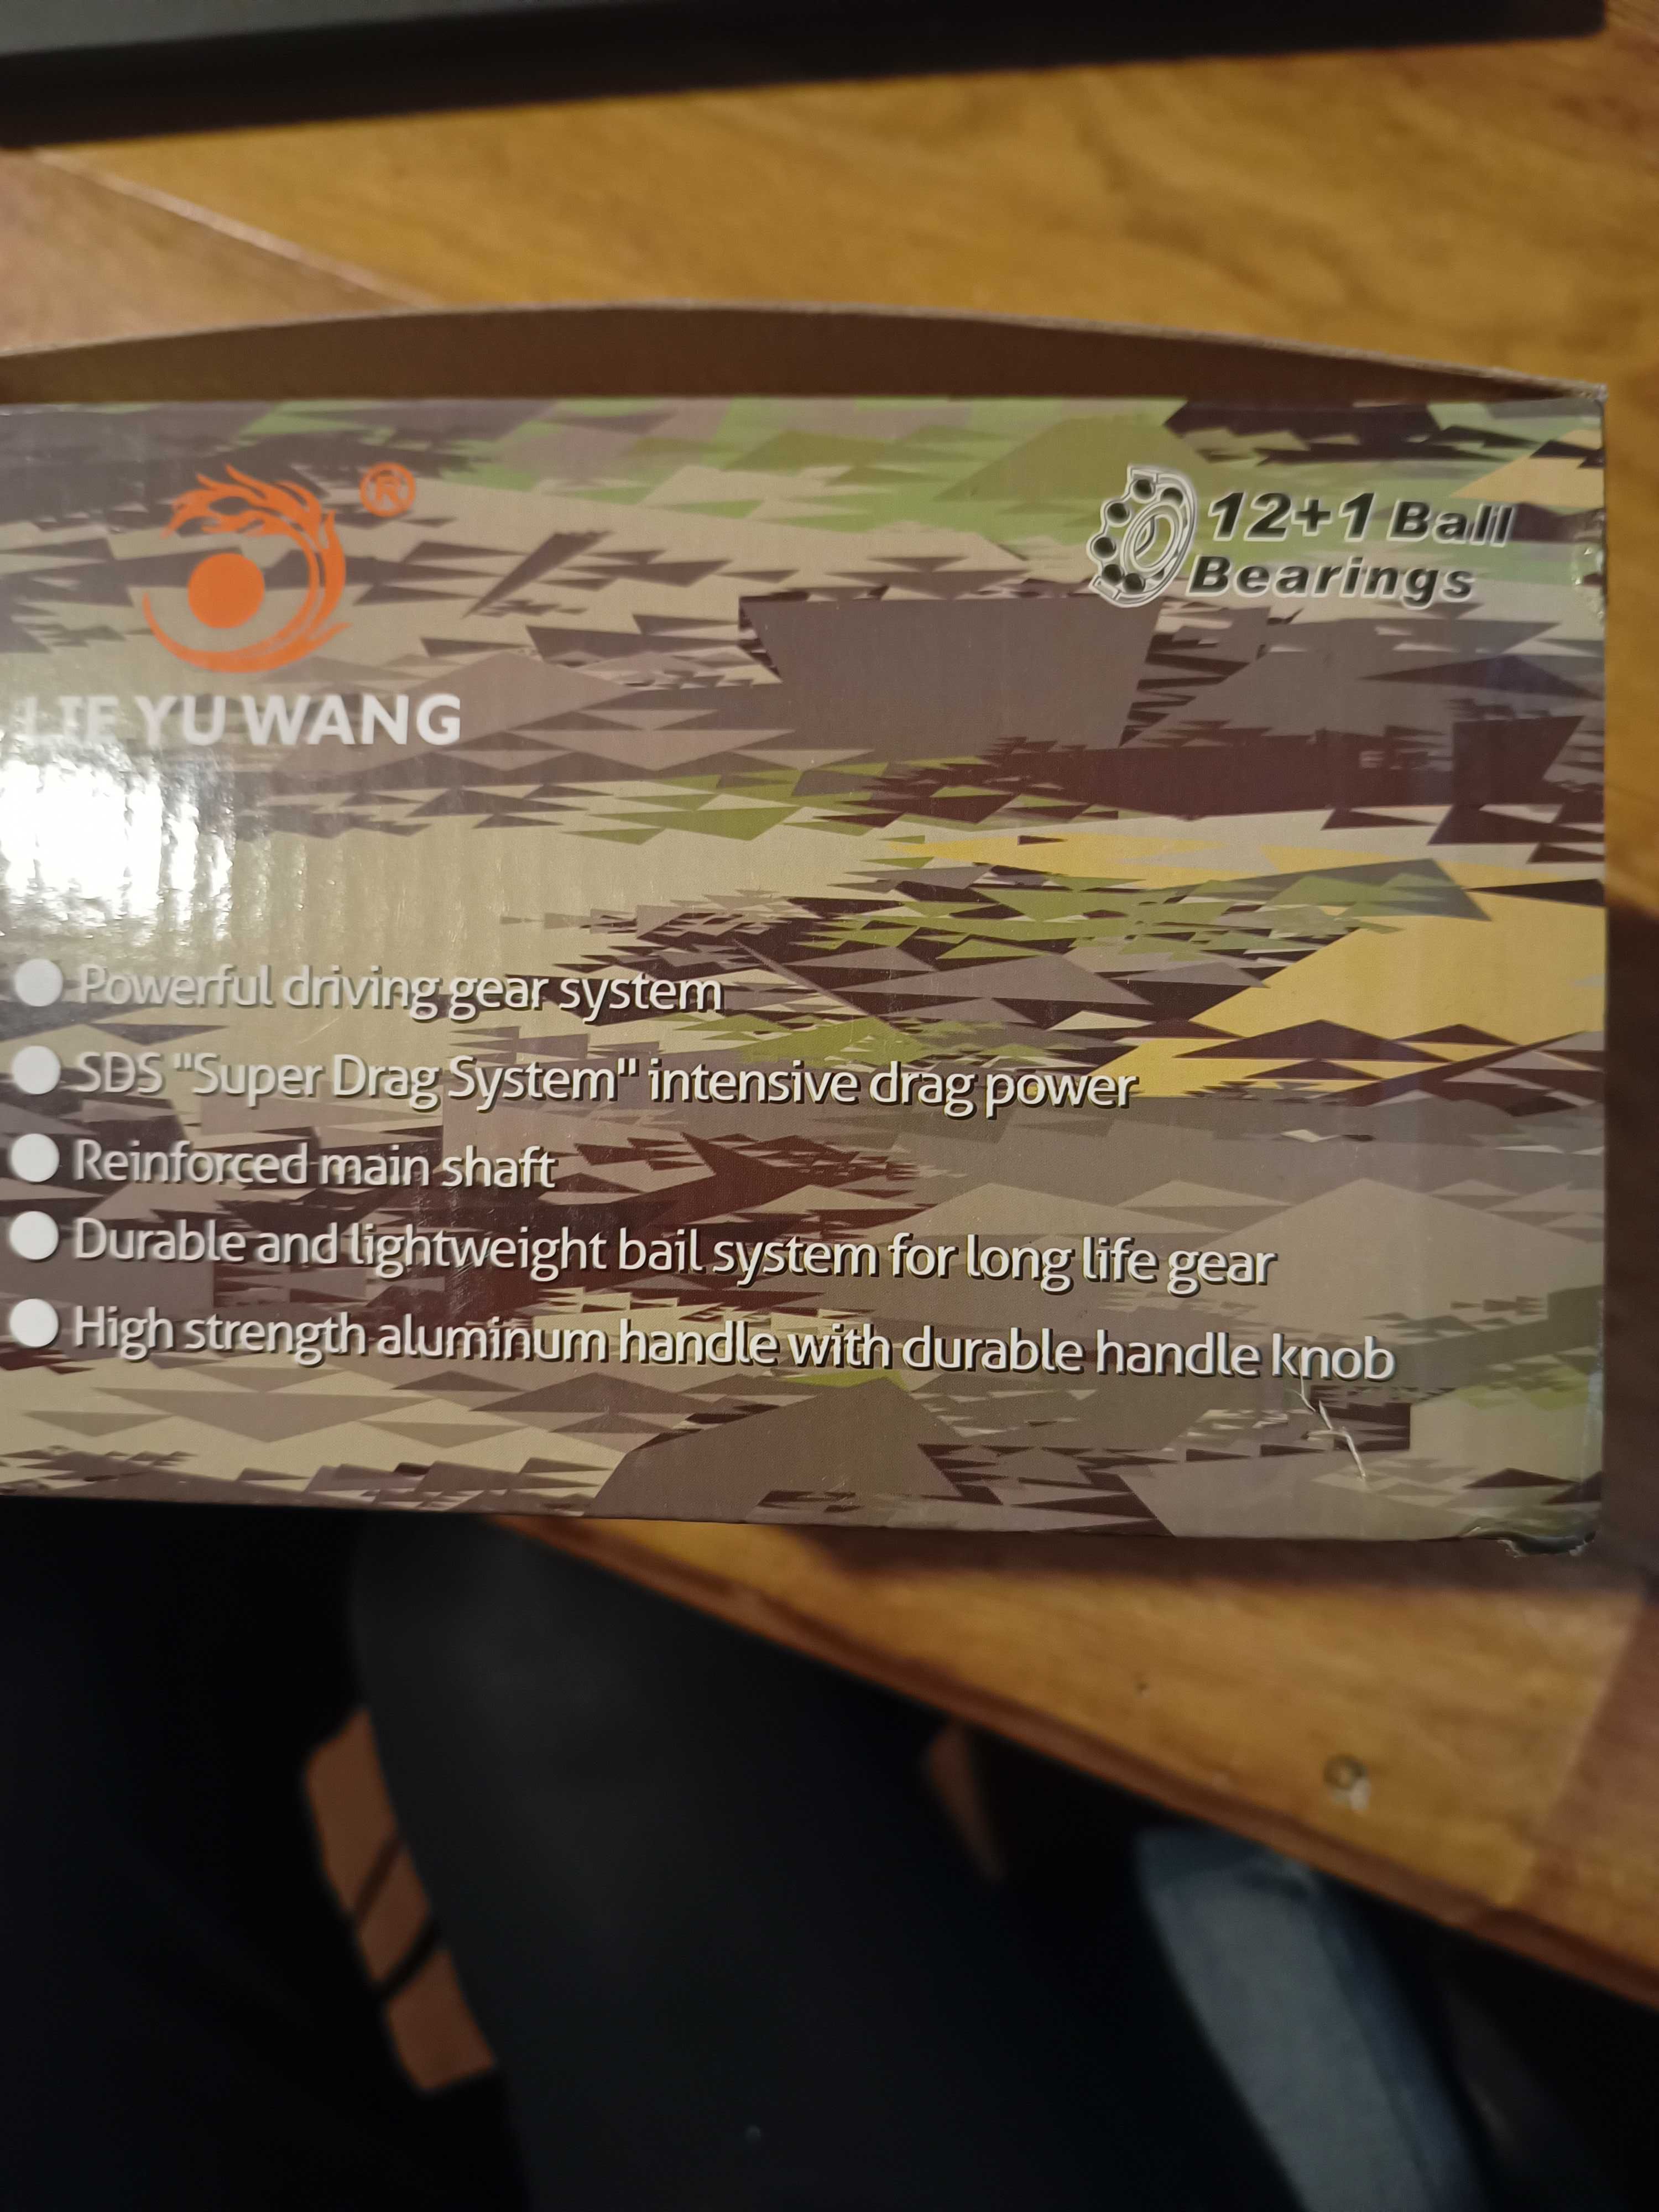 ®
12+1 Ball
Bearings
LIE YU WANG
Powerful driving gear system
SDS "Super Drag System" intensive drag power
Reinforced main shaft
Durable and lightweight bail system for long life gear
High strength aluminum handle with durable handle knob